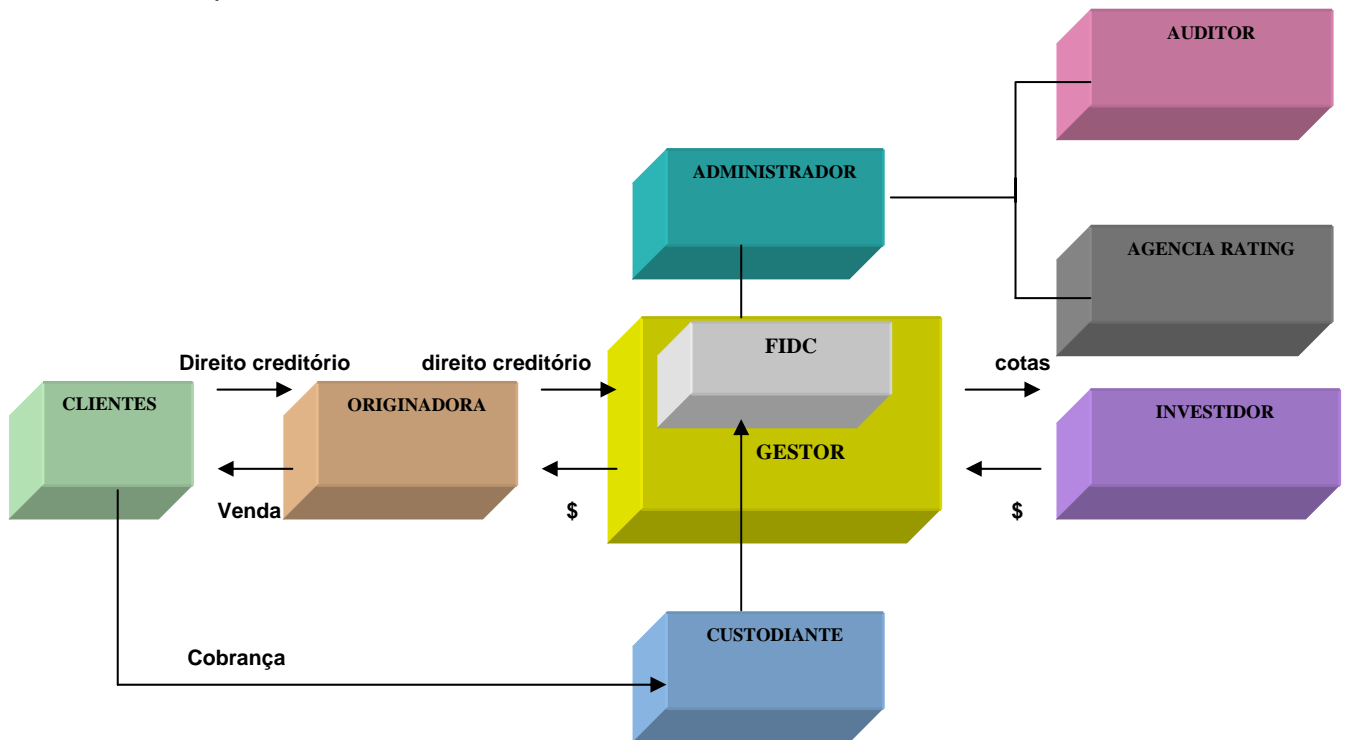 AUDITOR
ADMINISTRADOR
AGENCIA RATING
FIDC
Direito creditório
direito creditório
cotas
CLIENTES
ORIGINADORA
INVESTIDOR
GESTOR
Venda
$
$
CUSTODIANTE
Cobrança